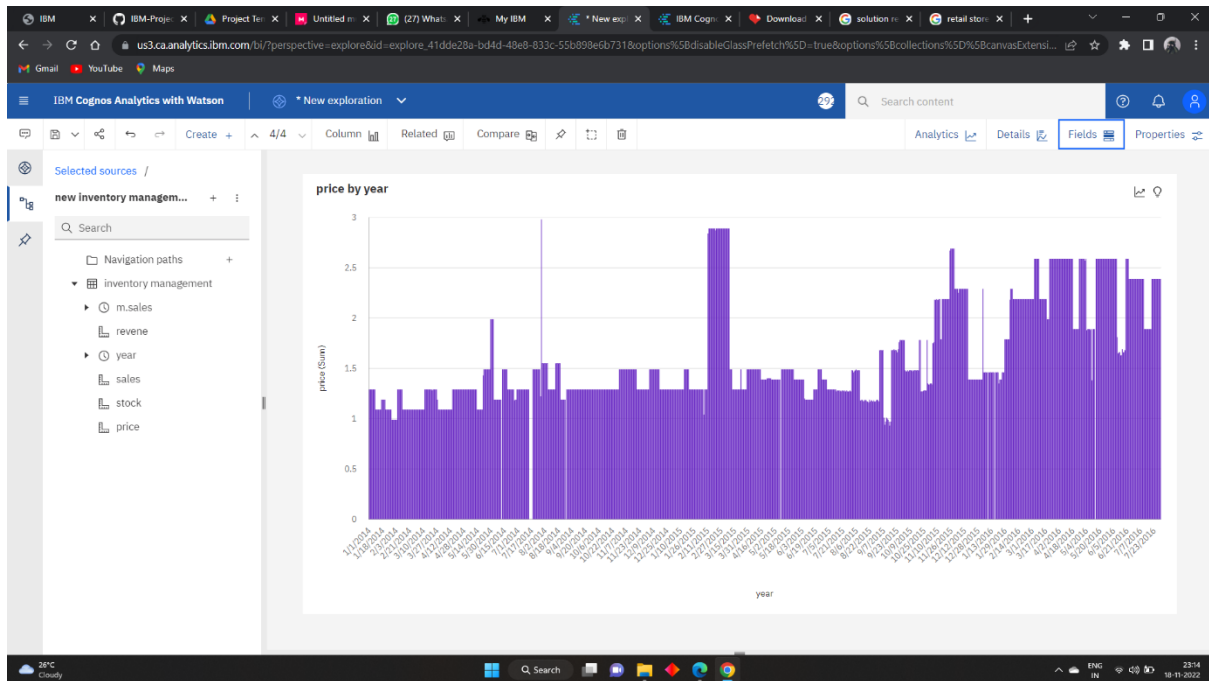 IBM
IBM-Projec
Project Ten
Untitled m
(27) Whats
My IBM
* New expl
IBM Cogno
Download
solution re
retail store
us3.ca.analytics.ibm.com/bi/?perspective=explore&id=explore_41dde28a-bd4d-48e8-833c-55b898e6b731&options%5BdisableGlassPrefetch%5D=true&options%5Bcollections%5D%5BcanvasExtensi...
Gmail YouTube Maps
IBM Cognos Analytics with Watson
* New exploration
292
Search content
Create + 4/4 Column Related Compare
Analytics Details Fields Properties
Selected sources /
new inventory managem...
Search
Navigation paths
inventory management
m.sales
revene
year
sales
stock
price
price by year
3
2.5
2
1.5
1
0.5
0
price (Sum)
year
26°C
Cloudy
Search
ENG
IN
23:14
18-11-2022